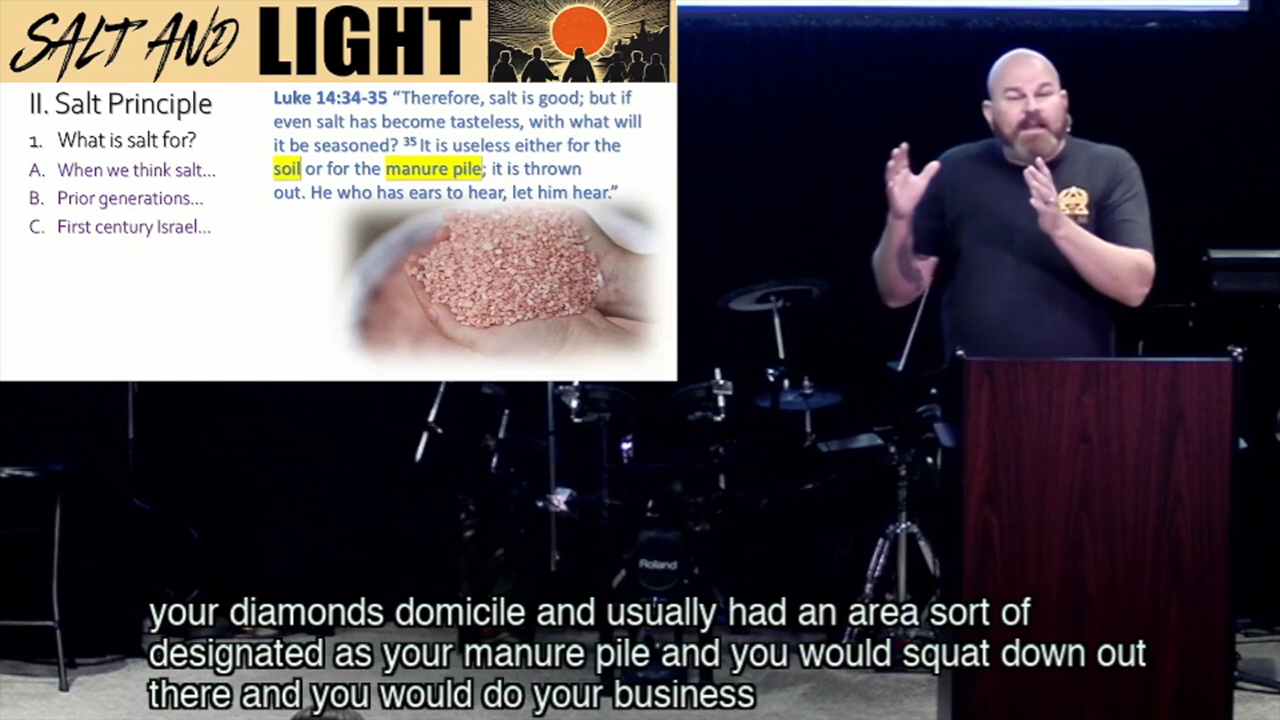 SALT AND LIGHT
II. Salt Principle
1. What is salt for?
A. When we think salt...
B. Prior generations...
C. First century Israel...
Luke 14:34-35 “Therefore, salt is good; but if
even salt has become tasteless, with what will
it be seasoned? 35 It is useless either for the
soil or for the manure pile; it is thrown
out. He who has ears to hear, let him hear.”
Roland
your diamonds domicile and usually had an area sort of
designated as your manure pile and you would squat down out
there and you would do your business